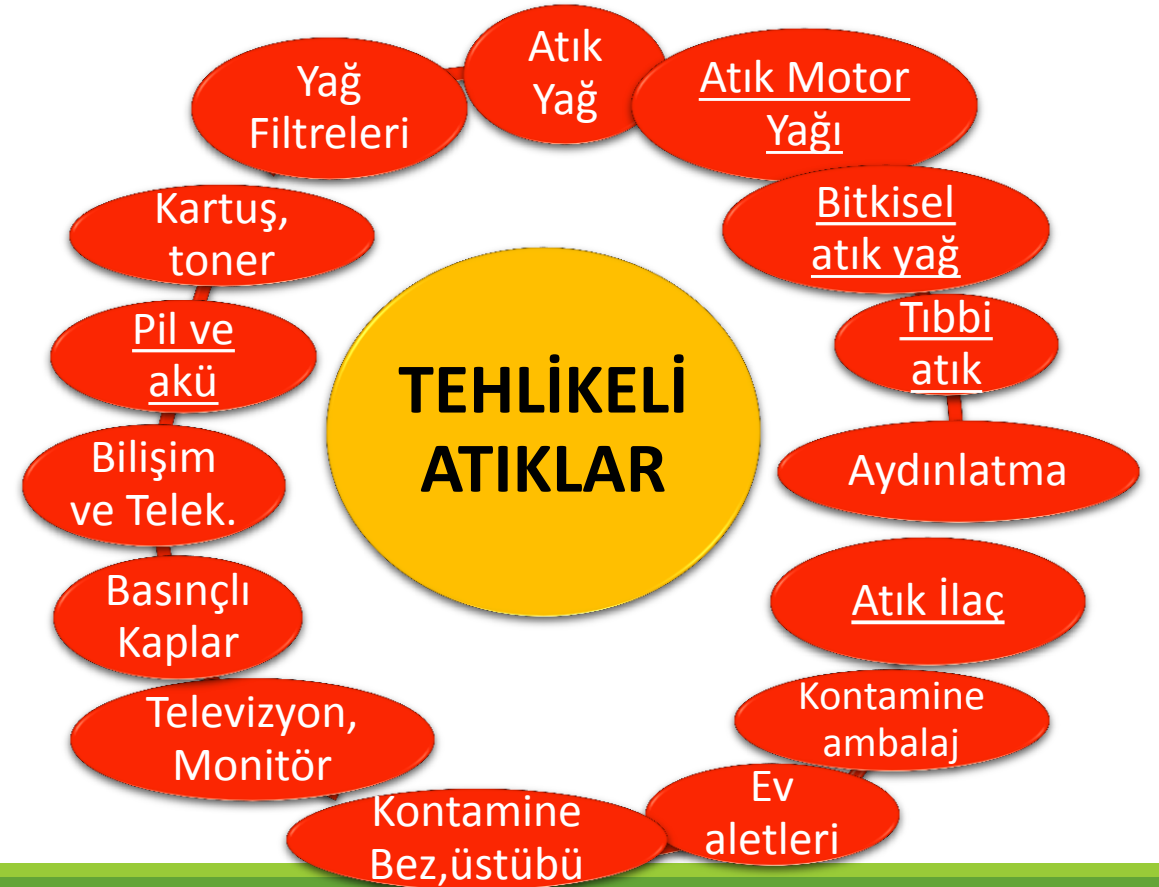 Atık
Yağ
Atık Motor
Yağı
Bitkisel
atık yağ
Tıbbi
atık
Aydınlatma
Atık İlaç
Kontamine
ambalaj
Ev
aletleri
Kontamine
Bez,üstübü
Televizyon,
Monitör
Basınçlı
Kaplar
Bilişim
ve Telek.
Pil ve
akü
Kartuş,
toner
Yağ
Filtreleri
TEHLİKELİ
ATIKLAR